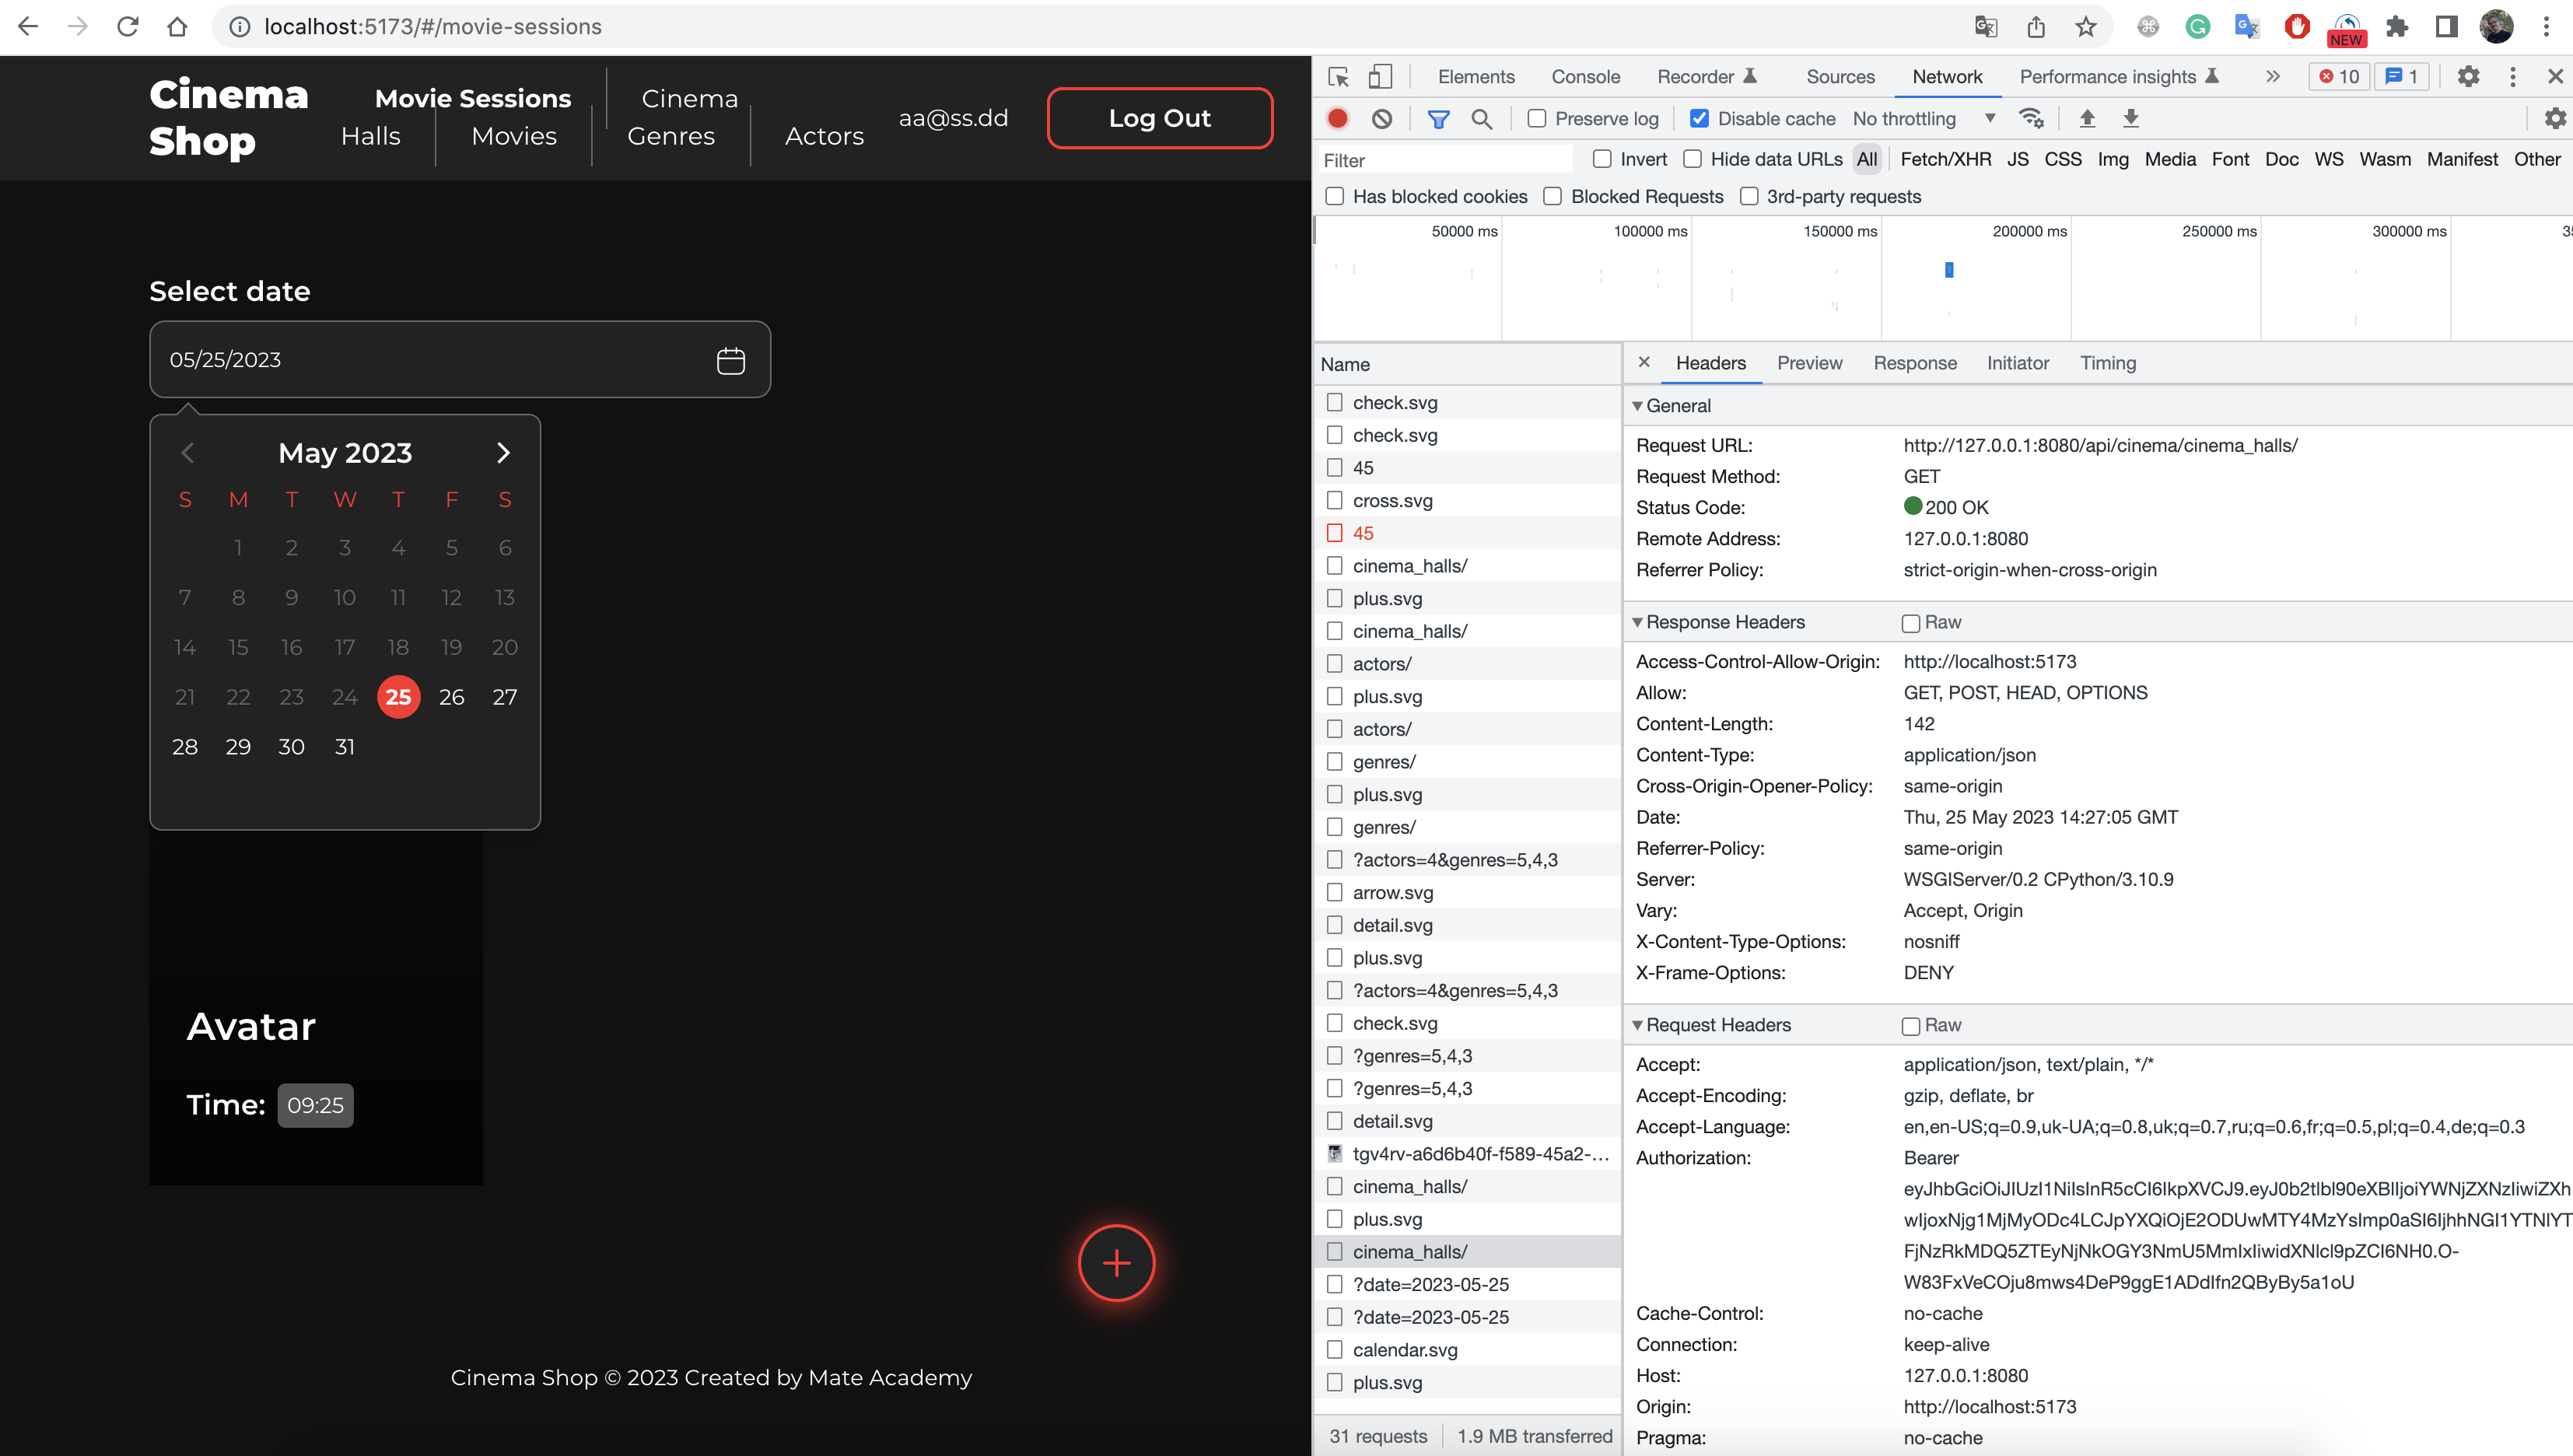 localhost:5173/#/movie-sessions
NEW
Cinema
Shop
Movie Sessions
Cinema
Halls
Movies
Genres
Actors
aa@ss.dd
Log Out
Select date
05/25/2023
May 2023
S M T W T F S
1 2 3 4 5 6
7 8 9 10 11 12 13
14 15 16 17 18 19 20
21 22 23 24 25 26 27
28 29 30 31
Avatar
Time: 09:25
Cinema Shop © 2023 Created by Mate Academy
Elements Console Recorder Sources Network Performance insights 10 1
Preserve log Disable cache No throttling
Filter Invert Hide data URLs All Fetch/XHR JS CSS Img Media Font Doc WS Wasm Manifest Other
Has blocked cookies Blocked Requests 3rd-party requests
50000 ms 100000 ms 150000 ms 200000 ms 250000 ms 300000 ms
Name
check.svg
check.svg
45
cross.svg
45
cinema_halls/
plus.svg
cinema_halls/
actors/
plus.svg
actors/
genres/
plus.svg
genres/
?actors=4&genres=5,4,3
arrow.svg
detail.svg
plus.svg
?actors=4&genres=5,4,3
check.svg
?genres=5,4,3
?genres=5,4,3
detail.svg
tgv4rv-a6d6b40f-f589-45a2-...
cinema_halls/
plus.svg
cinema_halls/
?date=2023-05-25
?date=2023-05-25
calendar.svg
plus.svg
31 requests 1.9 MB transferred
Headers Preview Response Initiator Timing
General
Request URL: http://127.0.0.1:8080/api/cinema/cinema_halls/
Request Method: GET
Status Code: 200 OK
Remote Address: 127.0.0.1:8080
Referrer Policy: strict-origin-when-cross-origin
Response Headers Raw
Access-Control-Allow-Origin: http://localhost:5173
Allow: GET, POST, HEAD, OPTIONS
Content-Length: 142
Content-Type: application/json
Cross-Origin-Opener-Policy: same-origin
Date: Thu, 25 May 2023 14:27:05 GMT
Referrer-Policy: same-origin
Server: WSGIServer/0.2 CPython/3.10.9
Vary: Accept, Origin
X-Content-Type-Options: nosniff
X-Frame-Options: DENY
Request Headers Raw
Accept: application/json, text/plain, */*
Accept-Encoding: gzip, deflate, br
Accept-Language: en,en-US;q=0.9,uk-UA;q=0.8,uk;q=0.7,ru;q=0.6,fr;q=0.5,pl;q=0.4,de;q=0.3
Authorization: Bearer
Cache-Control: no-cache
Connection: keep-alive
Host: 127.0.0.1:8080
Origin: http://localhost:5173
Pragma: no-cache